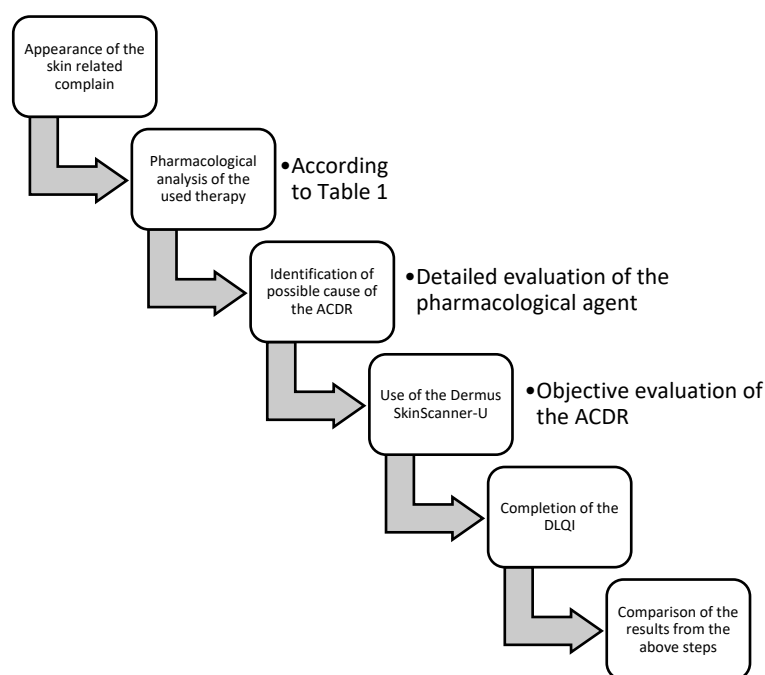 Appearance of the
skin related
complain
Pharmacological
analysis of the
used therapy
•According
to Table 1
Identification of
possible cause of
the ACDR
•Detailed evaluation of the
pharmacological agent
Use of the Dermus
SkinScanner-U
•Objective evaluation of
the ACDR
Completion of the
DLQI
Comparison of the
results from the
above steps